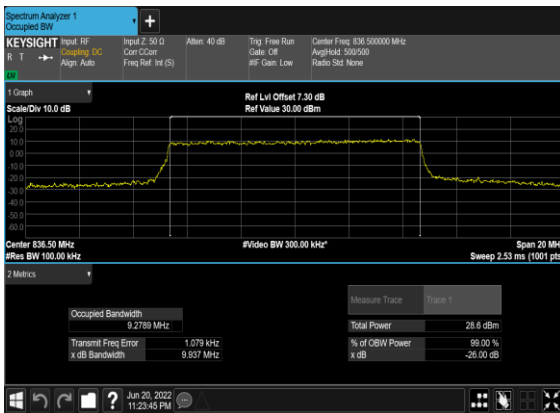 Spectrum Analyzer 1
Occupied BW
KEYSIGHT Input: RF Input Z: 50 Ω Atten: 40 dB Trig: Free Run Center Freq: 836.500000 MHz
Coupling: DC Corr CCorr Gate: Off Avg|Hold: 500/500
R T Align: Auto Freq Ref: Int (S) #IF Gain: Low Radio Std: None
LV
1 Graph
Ref Lvl Offset 7.30 dB
Scale/Div 10.0 dB Ref Value 30.00 dBm
Log
20.0
10.0
0.00
-10.0
-20.0
-30.0
-40.0
-50.0
-60.0
Center 836.50 MHz #Video BW 300.00 kHz* Span 20 MH
#Res BW 100.00 kHz Sweep 2.53 ms (1001 pts
2 Metrics
Measure Trace Trace 1
Occupied Bandwidth
9.2789 MHz Total Power 28.6 dBm
Transmit Freq Error 1.079 kHz % of OBW Power 99.00 %
x dB Bandwidth 9.937 MHz x dB -26.00 dB
Jun 20, 2022
11:23:45 PM